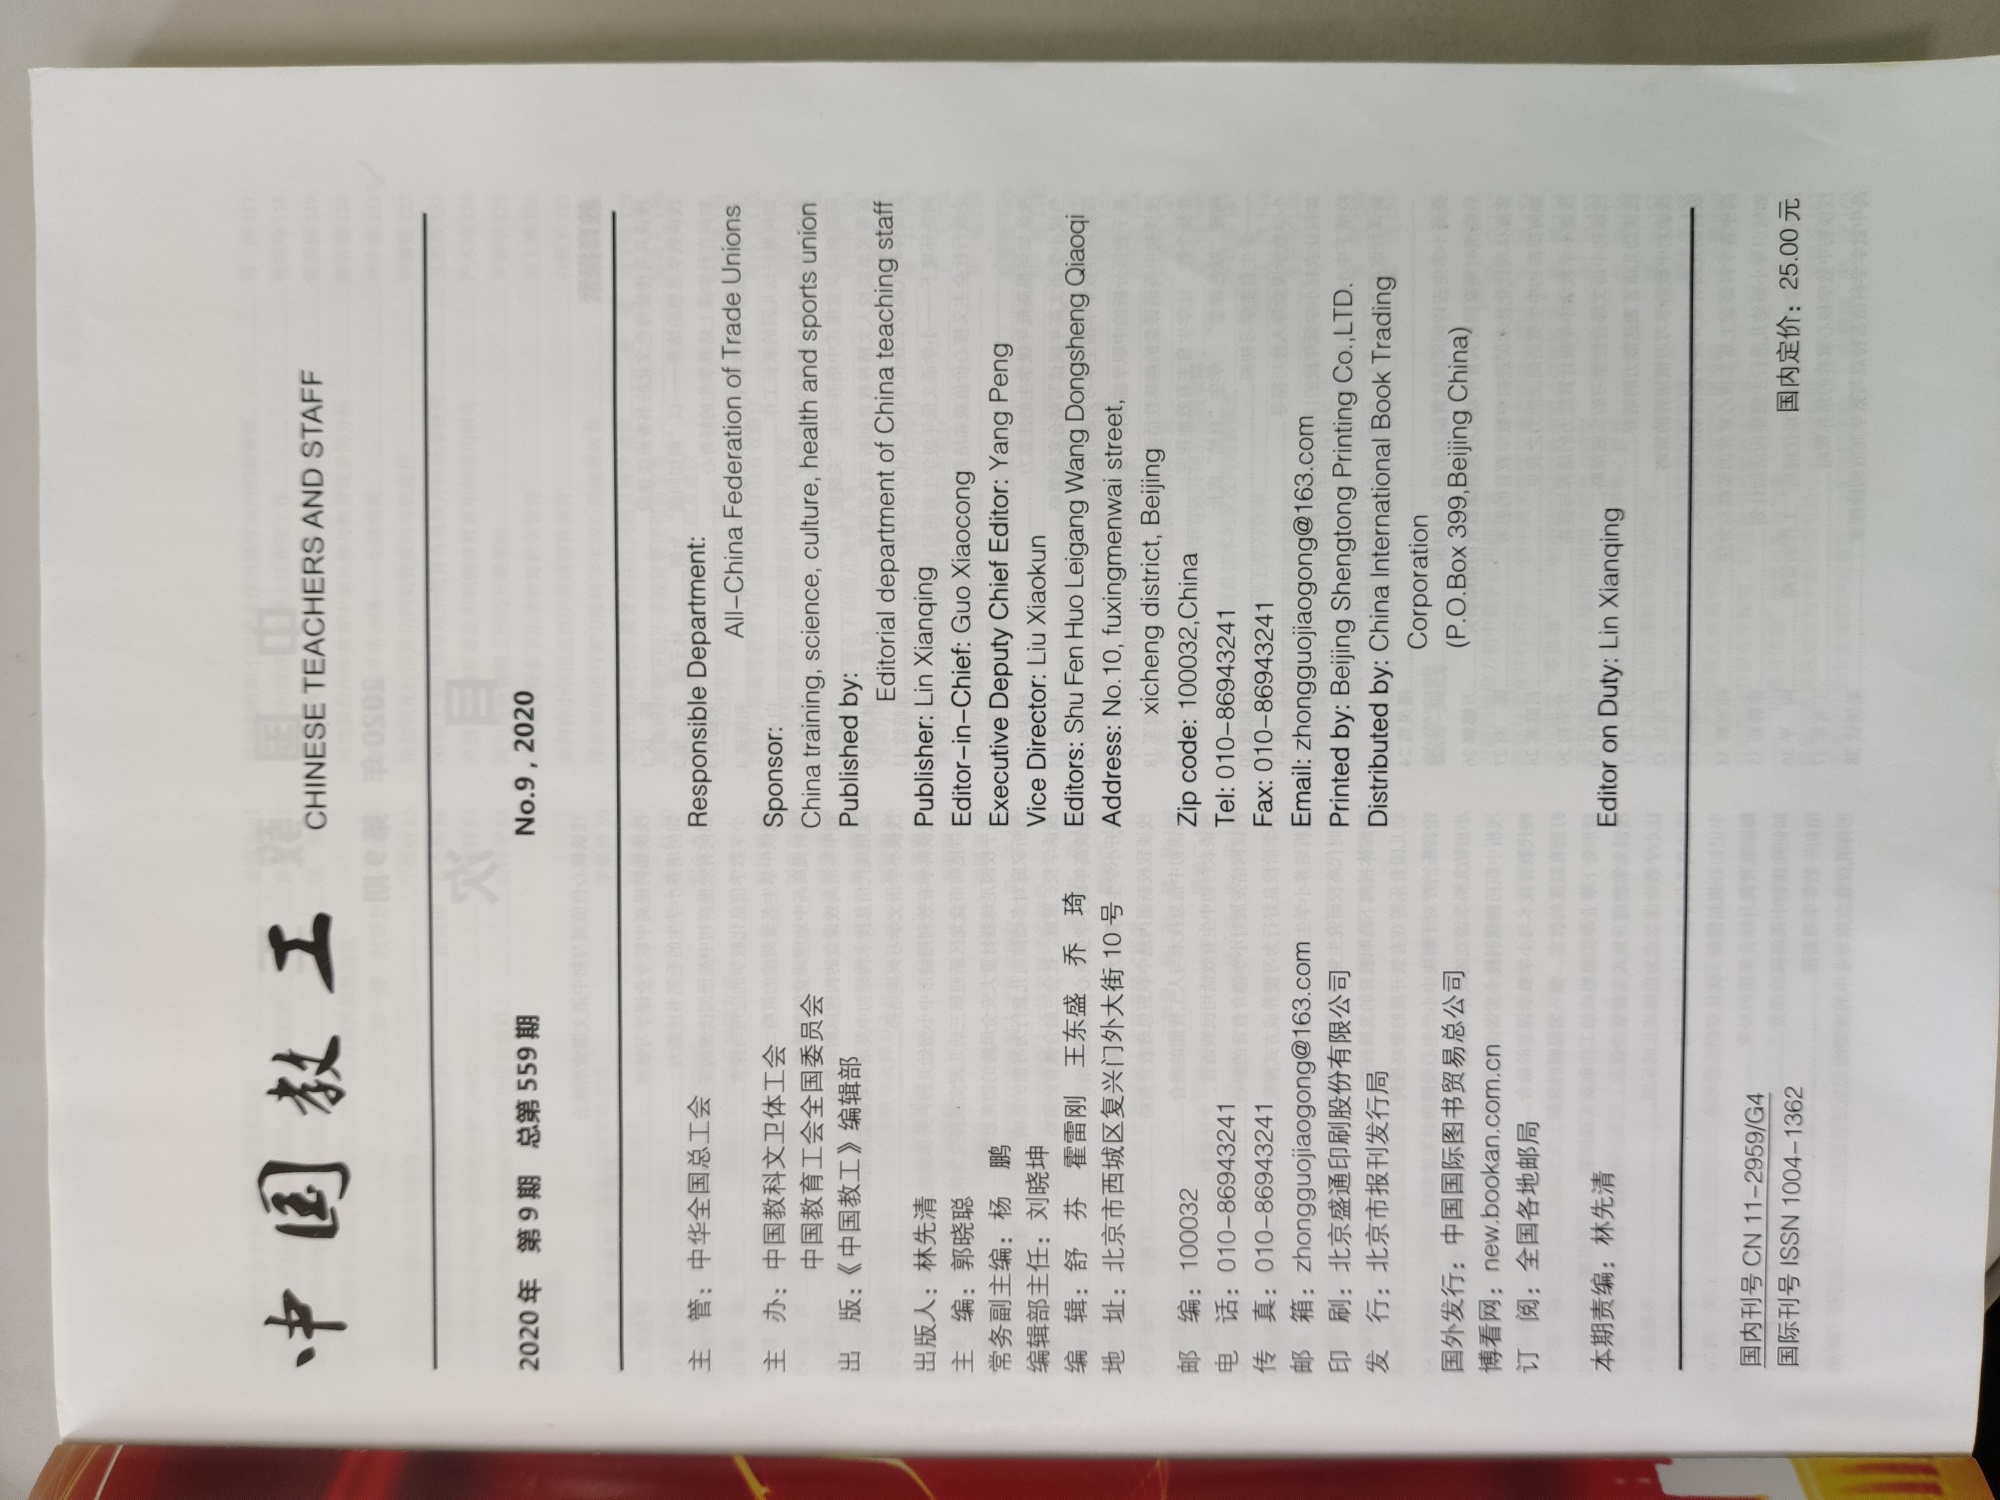 中国教工 CHINESE TEACHERS AND STAFF
2020年 第9期 总第559期 No.9 , 2020
主 管：中华全国总工会
主 办：中国教科文卫体工会
中国教育工会全国委员会
出 版：《中国教工》编辑部
出版人：林先清
主 编：郭晓聪
常务副主编：杨 鹏
编辑部主任：刘晓坤
编 辑：舒 芬 霍雷刚 王东盛 乔 琦
地 址：北京市西城区复兴门外大街10号
邮 编：100032
电 话：010-86943241
传 真：010-86943241
邮 箱：zhongguojiaogong@163.com
印 刷：北京盛通印刷股份有限公司
发 行：北京市报刊发行局
国外发行：中国国际图书贸易总公司
博看网：new.bookan.com.cn
订 阅：全国各地邮局
本期责编：林先清
Responsible Department:
All-China Federation of Trade Unions
Sponsor:
China training, science, culture, health and sports union
Published by:
Editorial department of China teaching staff
Publisher: Lin Xianqing
Editor-in-Chief: Guo Xiaocong
Executive Deputy Chief Editor: Yang Peng
Vice Director: Liu Xiaokun
Editors: Shu Fen Huo Leigang Wang Dongsheng Qiaoqi
Address: No.10, fuxingmenwai street,
xicheng district, Beijing
Zip code: 100032,China
Tel: 010-86943241
Fax: 010-86943241
Email: zhongguojiaogong@163.com
Printed by: Beijing Shengtong Printing Co.,LTD.
Distributed by: China International Book Trading
Corporation
(P.O.Box 399,Beijing China)
Editor on Duty: Lin Xianqing
国内刊号 CN 11-2959/G4
国际刊号 ISSN 1004-1362
国内定价：25.00元